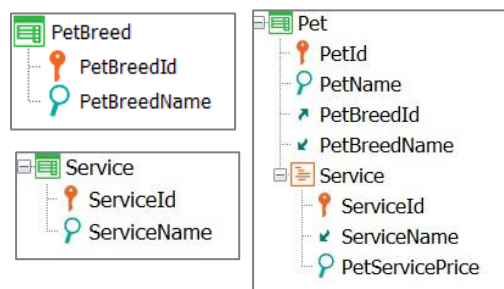 PetBreed
PetBreedId
PetBreedName
Service
ServiceId
ServiceName
Pet
PetId
PetName
PetBreedId
PetBreedName
Service
ServiceId
ServiceName
PetServicePrice